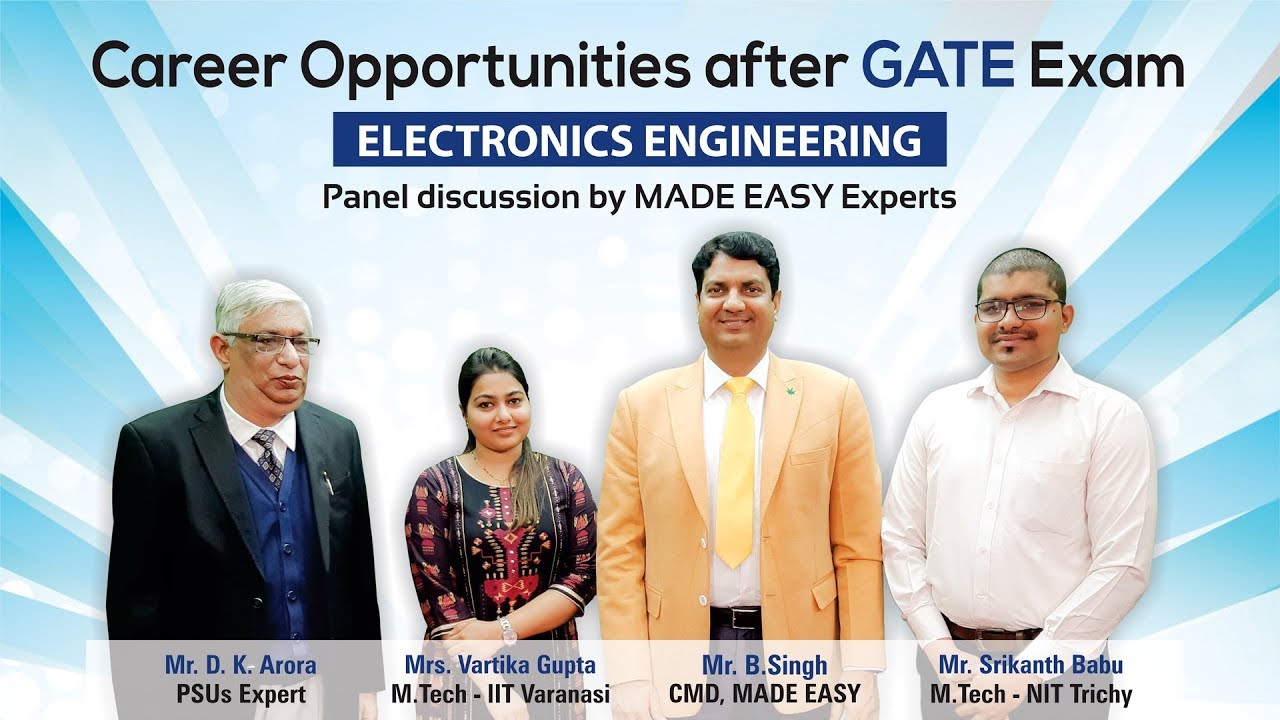 Career Opportunities after GATE Exam
ELECTRONICS ENGINEERING
Panel discussion by MADE EASY Experts
Mr. D. K. Arora
PSUs Expert
Mrs. Vartika Gupta
M.Tech - IIT Varanasi
Mr. B.Singh
CMD, MADE EASY
Mr. Srikanth Babu
M.Tech - NIT Trichy